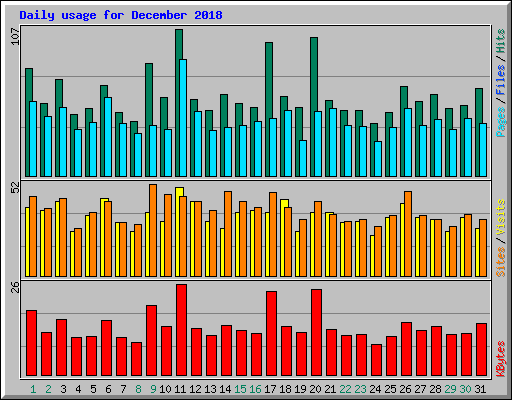 Daily usage for December 2018
107
Pages / Files / Hits
52
Sites / Visits
26
KBytes
1 2 3 4 5 6 7 8 9 10 11 12 13 14 15 16 17 18 19 20 21 22 23 24 25 26 27 28 29 30 31